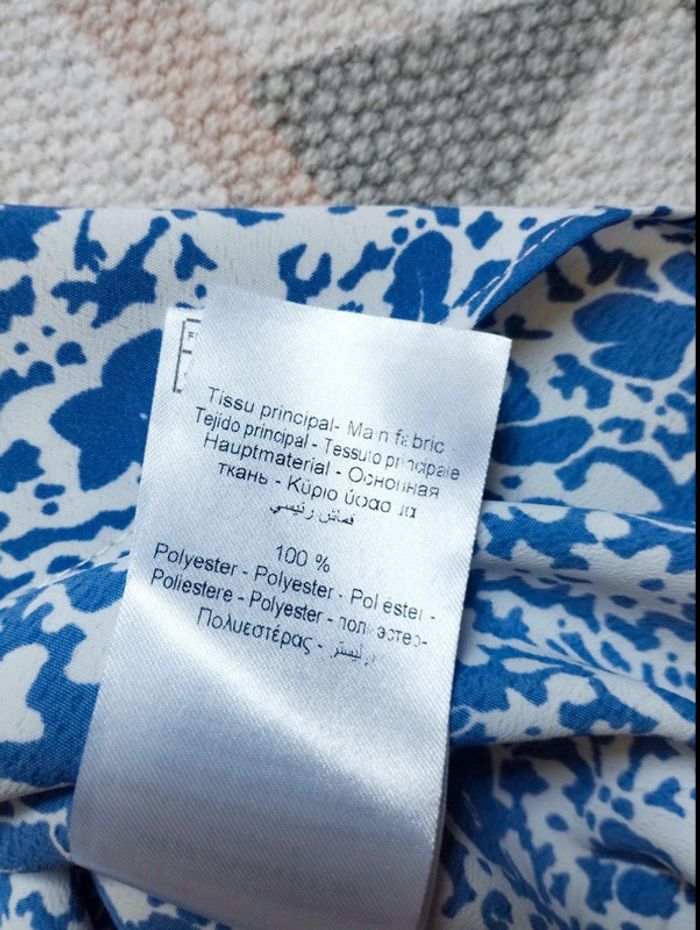 Tissu principal- Main fabric
Tejido principal - Tessuto principale
Hauptmaterial - Основная
ткань - Κύριο ύφασμα
قماش رئيسي
100 %
Polyester - Polyester - Poliéster -
Poliestere - Polyester - полиэстер-
Πολυεστέρας - بوليستر